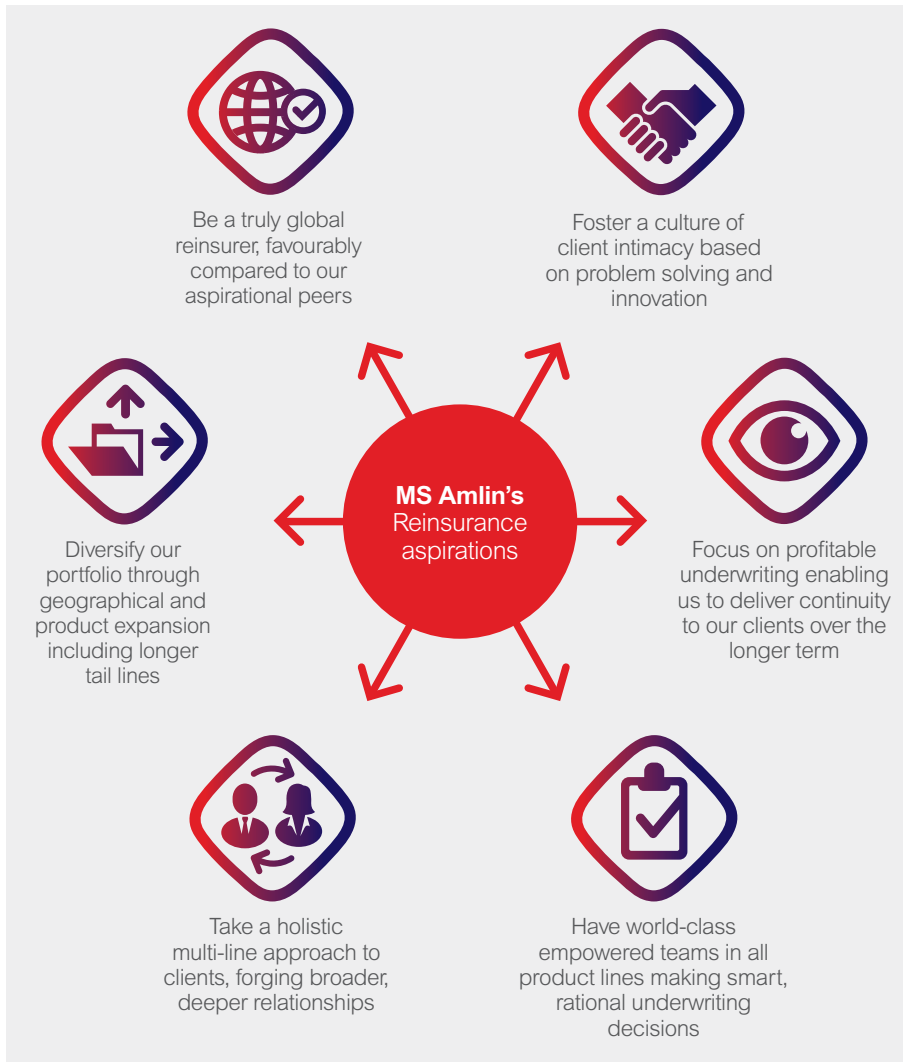 Be a truly global
reinsurer, favourably
compared to our
aspirational peers
Foster a culture of
client intimacy based
on problem solving and
innovation
MS Amlin's
Reinsurance
aspirations
Diversify our
portfolio through
geographical and
product expansion
including longer
tail lines
Focus on profitable
underwriting enabling
us to deliver continuity
to our clients over the
longer term
Take a holistic
multi-line approach to
clients, forging broader,
deeper relationships
Have world-class
empowered teams in all
product lines making smart,
rational underwriting
decisions